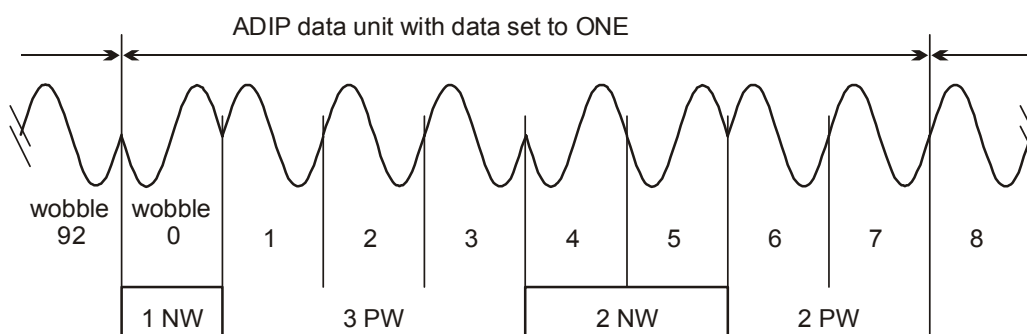 ADIP data unit with data set to ONE
wobble 92 wobble 0 1 2 3 4 5 6 7 8
1 NW 3 PW 2 NW 2 PW